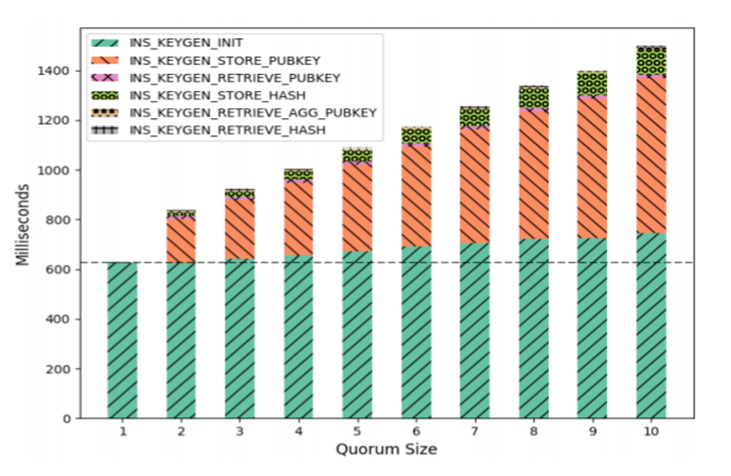 INS_KEYGEN_INIT
INS_KEYGEN_STORE_PUBKEY
INS_KEYGEN_RETRIEVE_PUBKEY
INS_KEYGEN_STORE_HASH
INS_KEYGEN_RETRIEVE_AGG_PUBKEY
INS_KEYGEN_RETRIEVE_HASH
Milliseconds
1400
1200
1000
800
600
400
200
0
1 2 3 4 5 6 7 8 9 10
Quorum Size